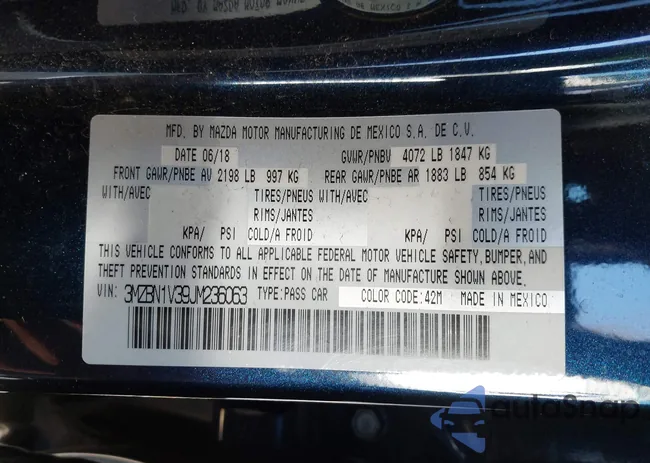 MFD. BY MAZDA MOTOR MANUFACTURING DE MEXICO S.A. DE C.V.
DATE 06/18 GVWR/PNBV 4072 LB 1847 KG
FRONT GAWR/PNBE AV 2198 LB 997 KG REAR GAWR/PNBE AR 1883 LB 854 KG
WITH/AVEC TIRES/PNEUS WITH/AVEC TIRES/PNEUS
RIMS/JANTES RIMS/JANTES
KPA/ PSI COLD/A FROID KPA/ PSI COLD/A FROID
THIS VEHICLE CONFORMS TO ALL APPLICABLE FEDERAL MOTOR VEHICLE SAFETY, BUMPER, AND
THEFT PREVENTION STANDARDS IN EFFECT ON THE DATE OF MANUFACTURE SHOWN ABOVE.
VIN: 3MZBN1V39JM236063 TYPE:PASS CAR COLOR CODE:42M MADE IN MEXICO
autoSnap